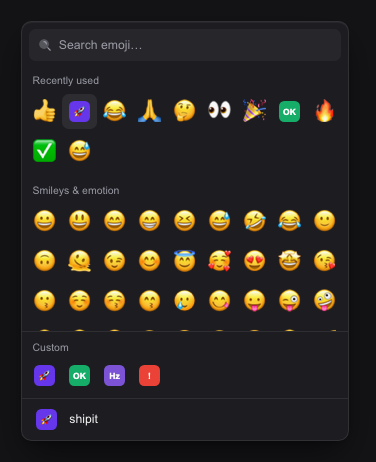 Search emoji…
Recently used
OK
Smileys & emotion
Custom
OK Hz !
shipit